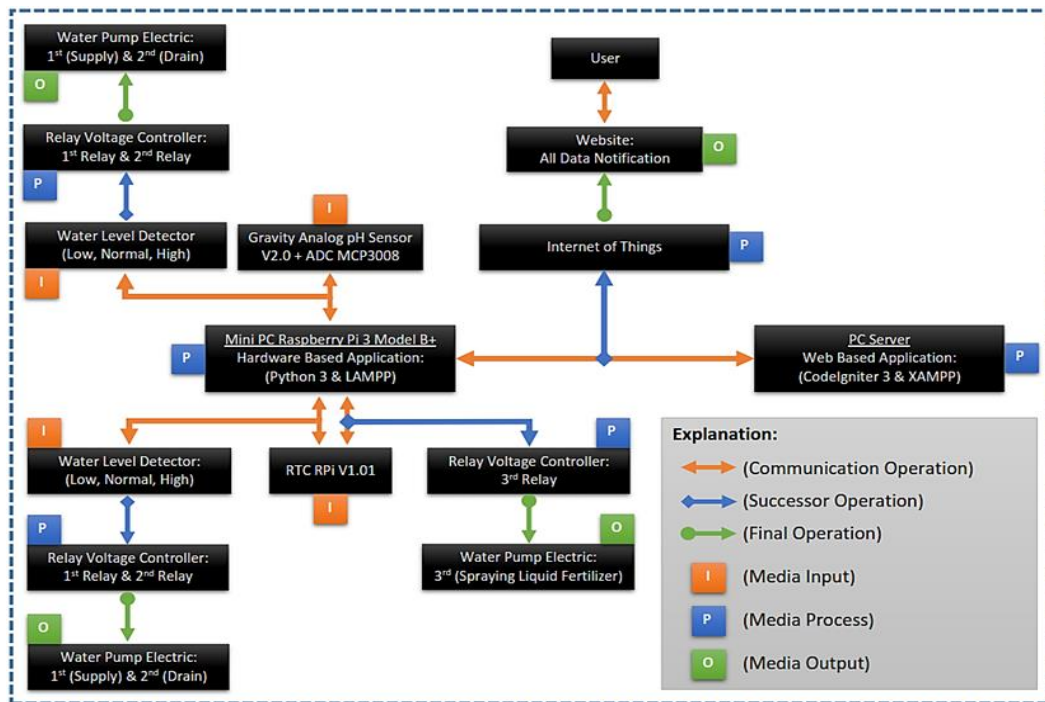 Water Pump Electric:
1st (Supply) & 2nd (Drain)
O
User
Relay Voltage Controller:
1st Relay & 2nd Relay
P
Website:
All Data Notification
O
I
Water Level Detector
(Low, Normal, High)
I
Gravity Analog pH Sensor
V2.0 + ADC MCP3008
Internet of Things
P
P
Mini PC Raspberry Pi 3 Model B+
Hardware Based Application:
(Python 3 & LAMPP)
PC Server
Web Based Application:
(CodeIgniter 3 & XAMPP)
P
I
Water Level Detector:
(Low, Normal, High)
RTC RPi V1.01
I
P
Relay Voltage Controller:
3rd Relay
P
Relay Voltage Controller:
1st Relay & 2nd Relay
O
Water Pump Electric:
3rd (Spraying Liquid Fertilizer)
O
Water Pump Electric:
1st (Supply) & 2nd (Drain)
Explanation:
(Communication Operation)
(Successor Operation)
(Final Operation)
I (Media Input)
P (Media Process)
O (Media Output)